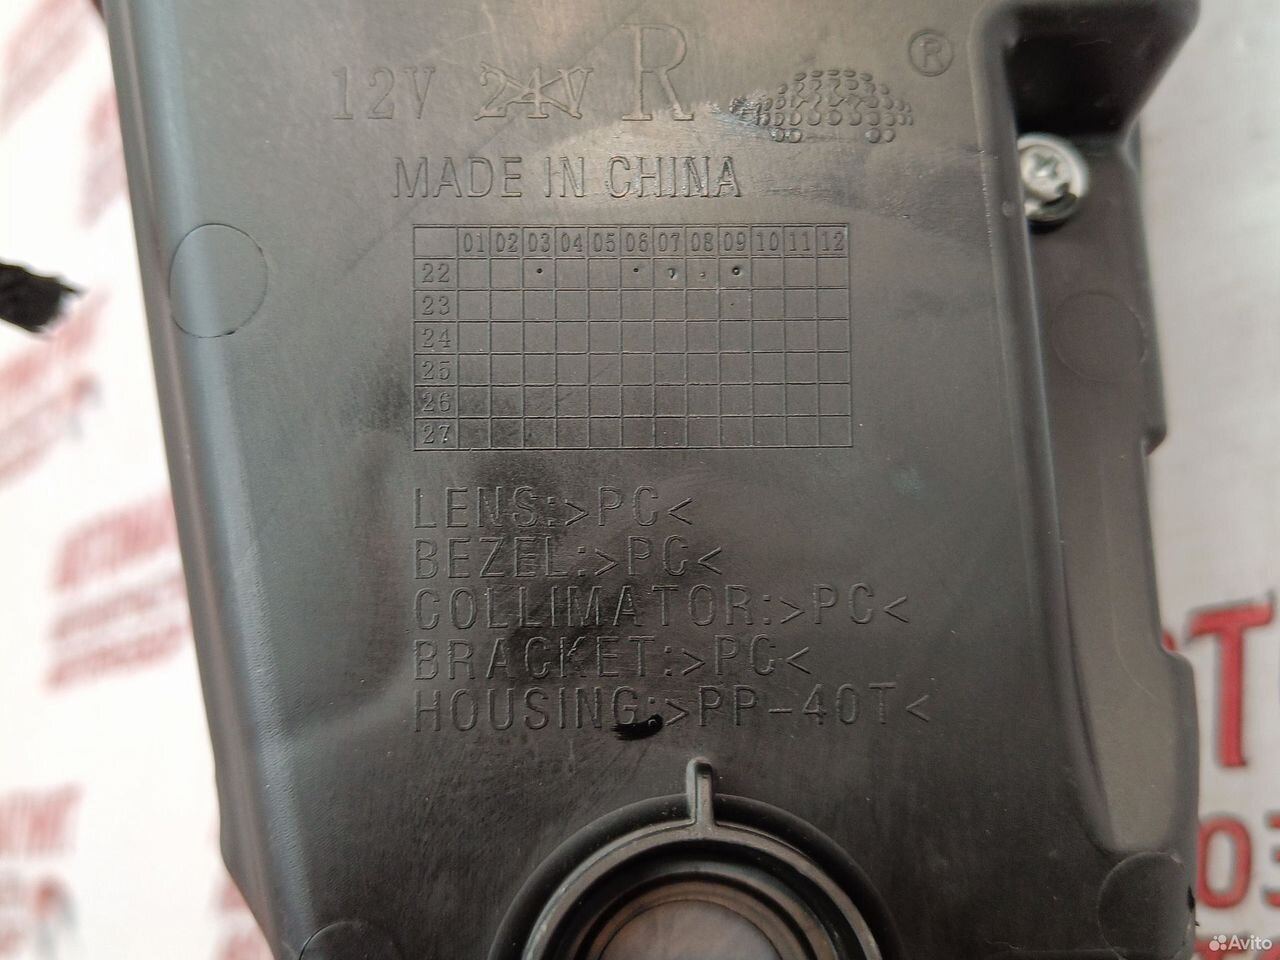 12V 24V R ®
MADE IN CHINA
01 02 03 04 05 06 07 08 09 10 11 12
22
23
24
25
26
27
LENS:>PC<
BEZEL:>PC<
COLLIMATOR:>PC<
BRACKET:>PC<
HOUSING:>PP-40T<
Avito